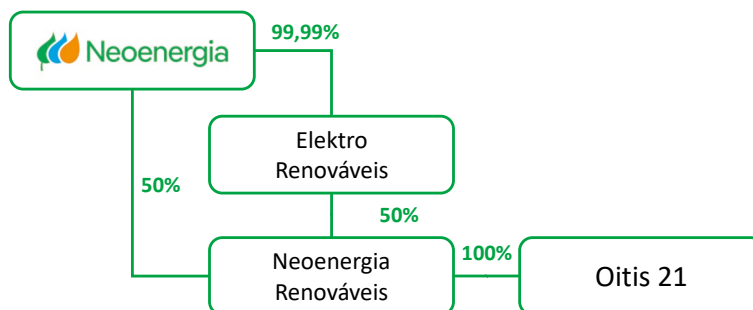 Neoenergia
99,99%
Elektro
Renováveis
50%
50%
Neoenergia
Renováveis
100%
Oitis 21